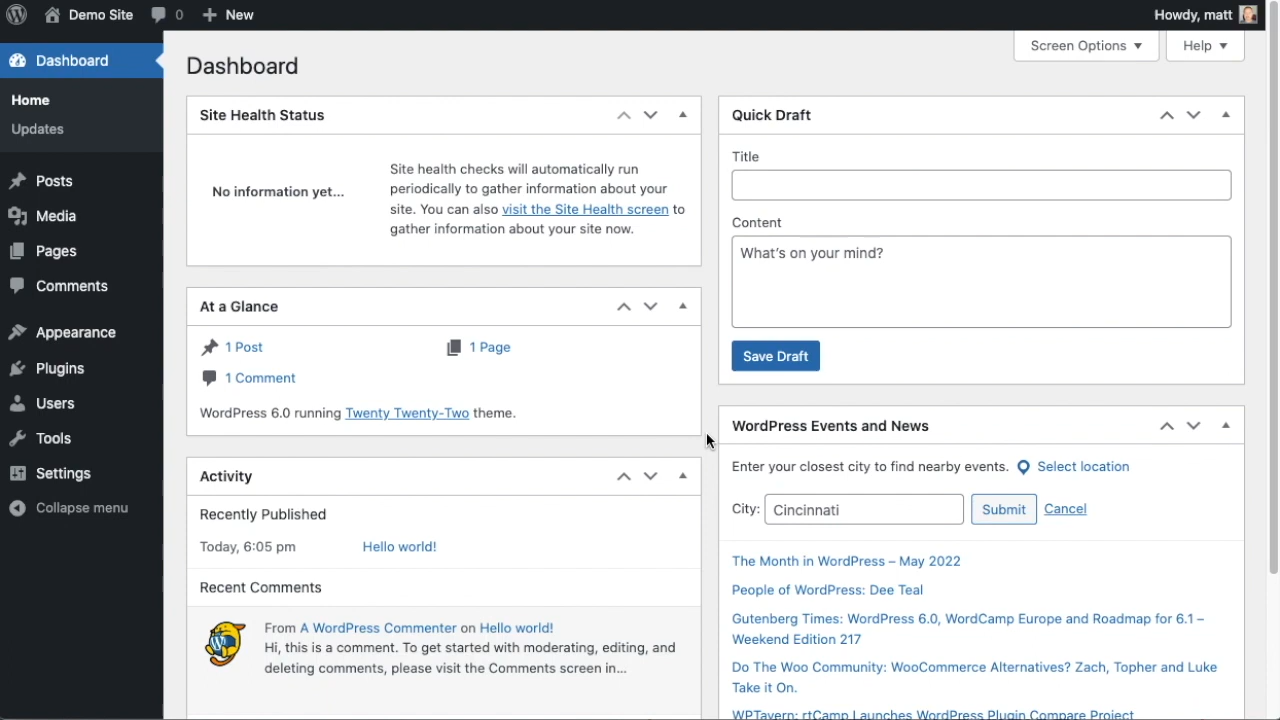 Demo Site 0 New Howdy, matt
Screen Options Help
Dashboard
Home
Updates
Posts
Media
Pages
Comments
Appearance
Plugins
Users
Tools
Settings
Collapse menu
Dashboard
Site Health Status
No information yet...
Site health checks will automatically run
periodically to gather information about your
site. You can also visit the Site Health screen to
gather information about your site now.
At a Glance
1 Post 1 Page
1 Comment
WordPress 6.0 running Twenty Twenty-Two theme.
Activity
Recently Published
Today, 6:05 pm Hello world!
Recent Comments
From A WordPress Commenter on Hello world!
Hi, this is a comment. To get started with moderating, editing, and
deleting comments, please visit the Comments screen in…
Quick Draft
Title
Content
What's on your mind?
Save Draft
WordPress Events and News
Enter your closest city to find nearby events. Select location
City: Cincinnati Submit Cancel
The Month in WordPress – May 2022
People of WordPress: Dee Teal
Gutenberg Times: WordPress 6.0, WordCamp Europe and Roadmap for 6.1 –
Weekend Edition 217
Do The Woo Community: WooCommerce Alternatives? Zach, Topher and Luke
Take it On.
WPTavern: rtCamp Launches WordPress Plugin Compare Project